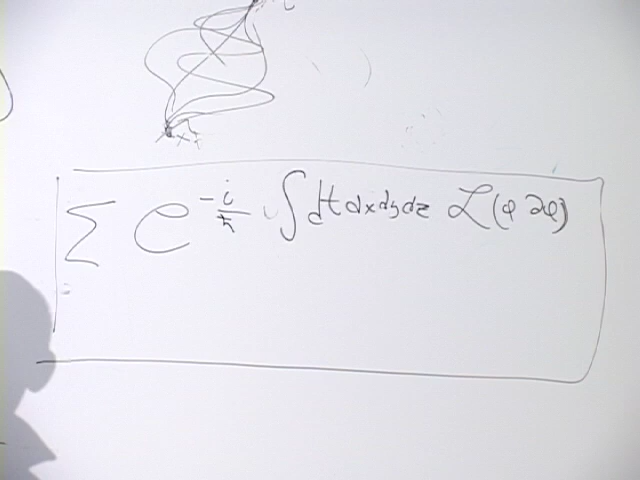 ∑ e^{-i/ħ ∫ dt dx dy dz ℒ(φ ∂φ)}